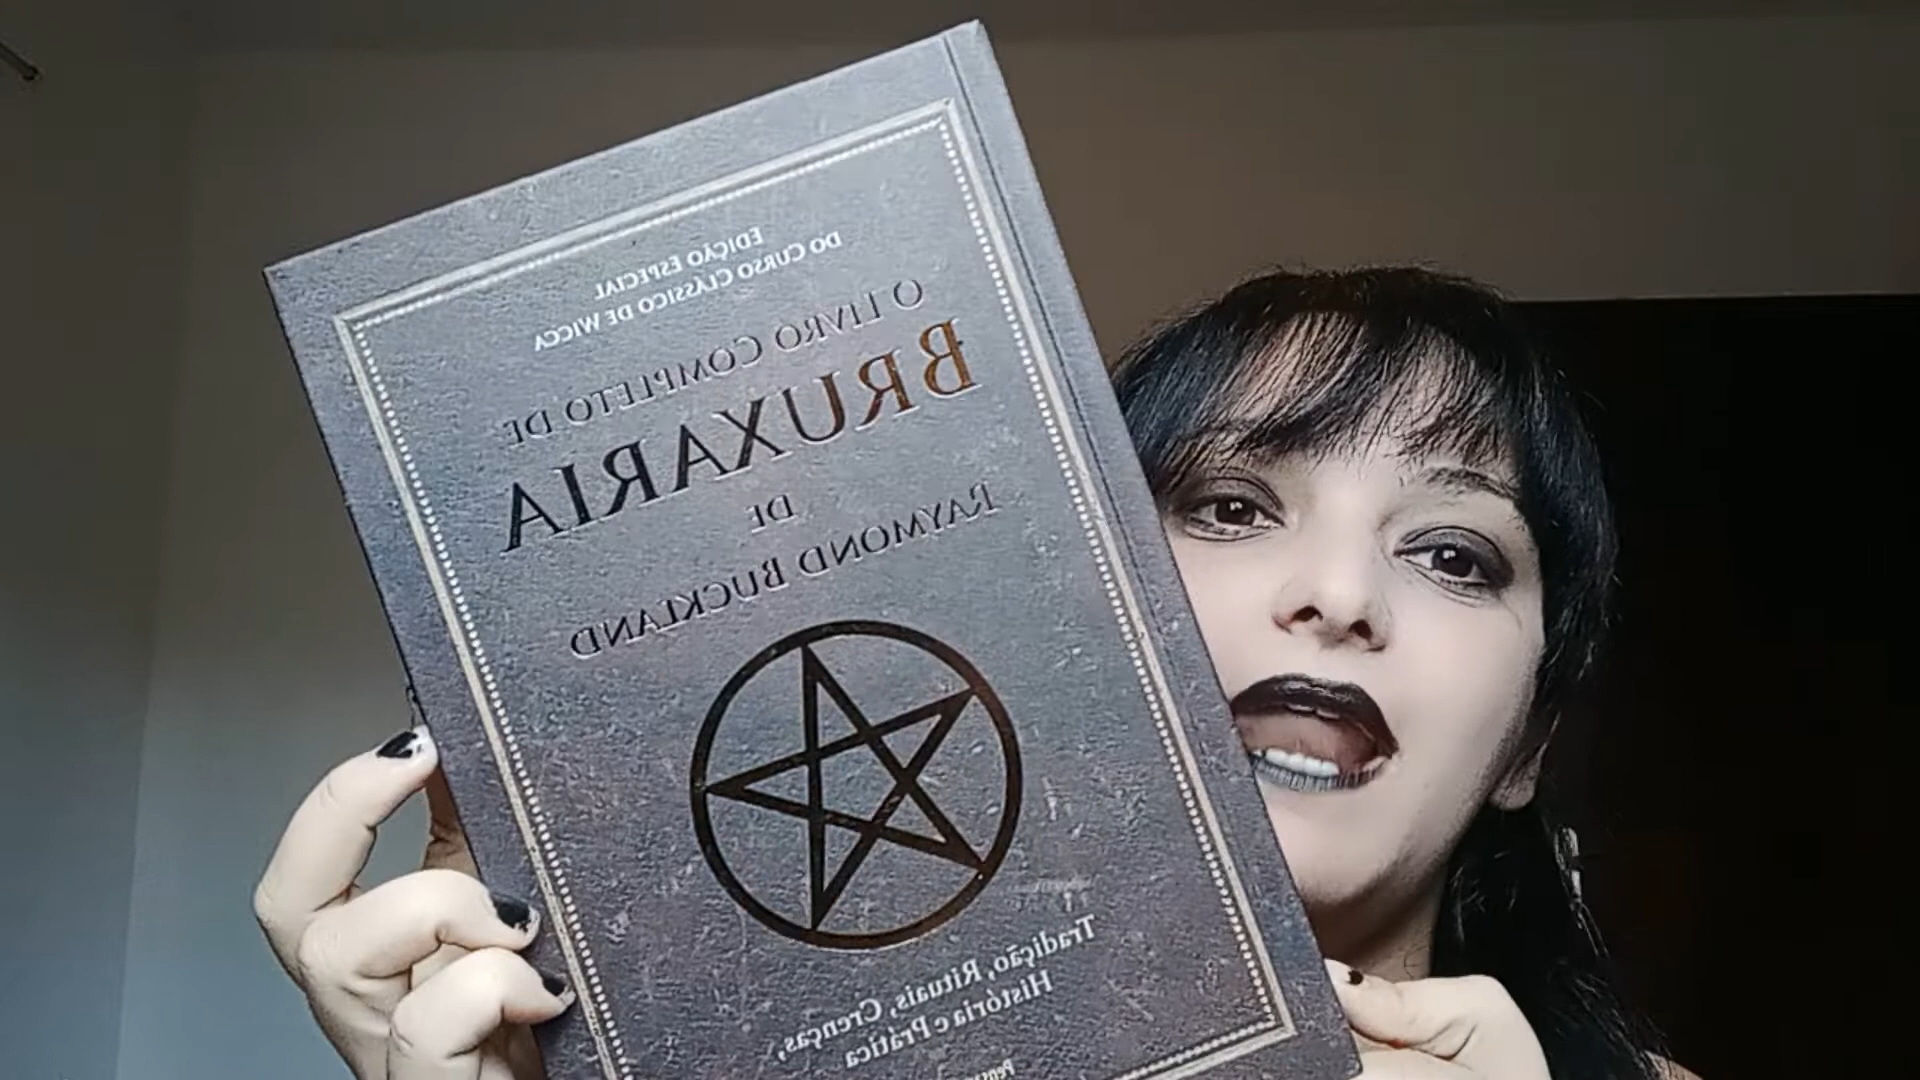 EDIÇÃO ESPECIAL
DO CURSO CLÁSSICO DE WICCA
O LIVRO COMPLETO DE
BRUXARIA
DE
RAYMOND BUCKLAND
Tradição, Rituais, Crenças,
História e Prática